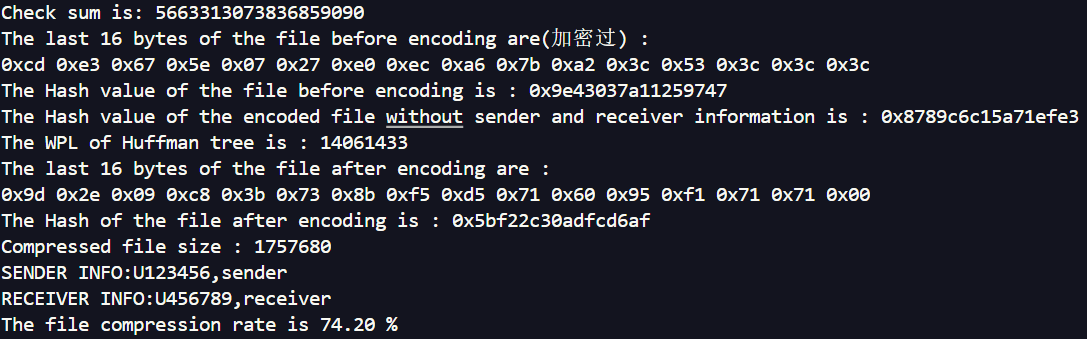 Check sum is: 5663313073836859090
The last 16 bytes of the file before encoding are(加密过) :
0xcd 0xe3 0x67 0x5e 0x07 0x27 0xe0 0xec 0xa6 0x7b 0xa2 0x3c 0x53 0x3c 0x3c 0x3c
The Hash value of the file before encoding is : 0x9e43037a11259747
The Hash value of the encoded file without sender and receiver information is : 0x8789c6c15a71efe3
The WPL of Huffman tree is : 14061433
The last 16 bytes of the file after encoding are :
0x9d 0x2e 0x09 0xc8 0x3b 0x73 0x8b 0xf5 0xd5 0x71 0x60 0x95 0xf1 0x71 0x71 0x00
The Hash of the file after encoding is : 0x5bf22c30adfcd6af
Compressed file size : 1757680
SENDER INFO:U123456,sender
RECEIVER INFO:U456789,receiver
The file compression rate is 74.20 %